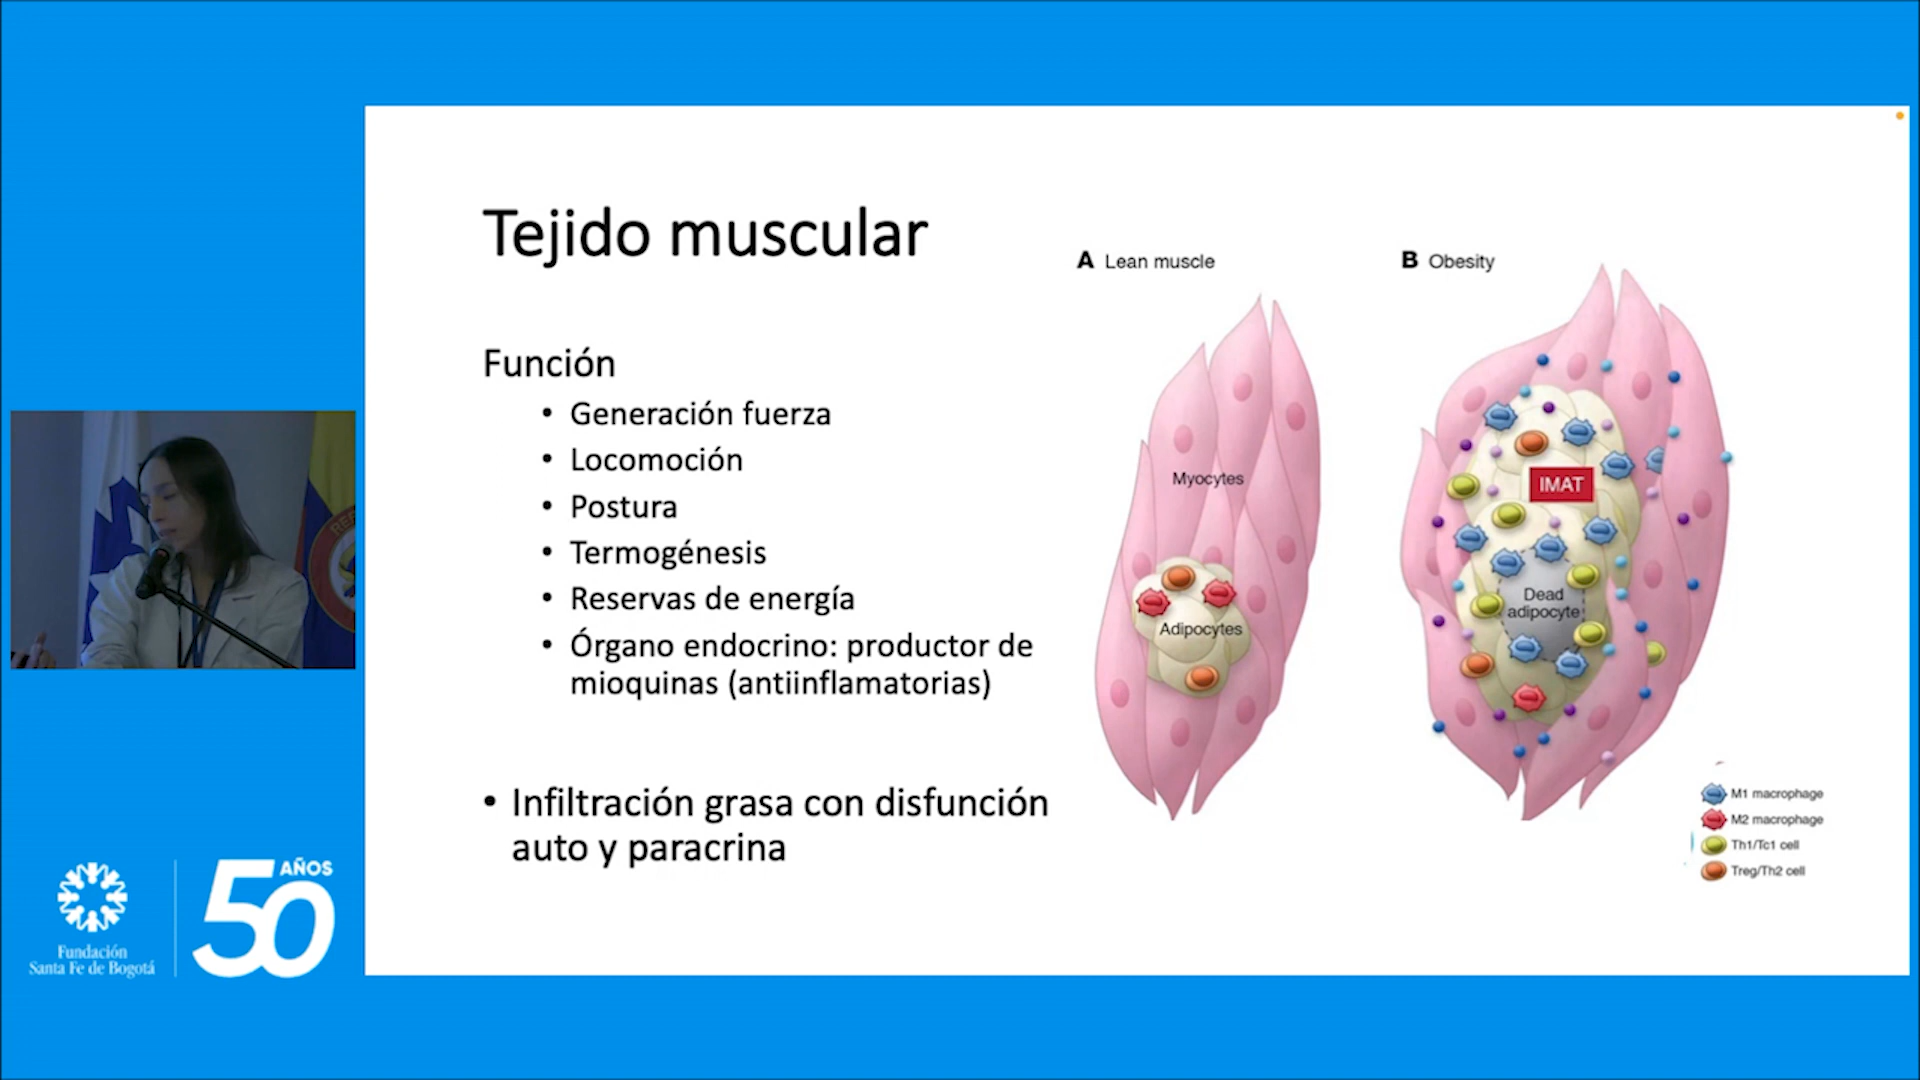 Tejido muscular
Función
• Generación fuerza
• Locomoción
• Postura
• Termogénesis
• Reservas de energía
• Órgano endocrino: productor de
mioquinas (antiinflamatorias)
• Infiltración grasa con disfunción
auto y paracrina
A Lean muscle
Myocytes
Adipocytes
B Obesity
IMAT
Dead
adipocyte
M1 macrophage
M2 macrophage
Th1/Tc1 cell
Treg/Th2 cell
REP
Fundación
Santa Fe de Bogotá
50 AÑOS